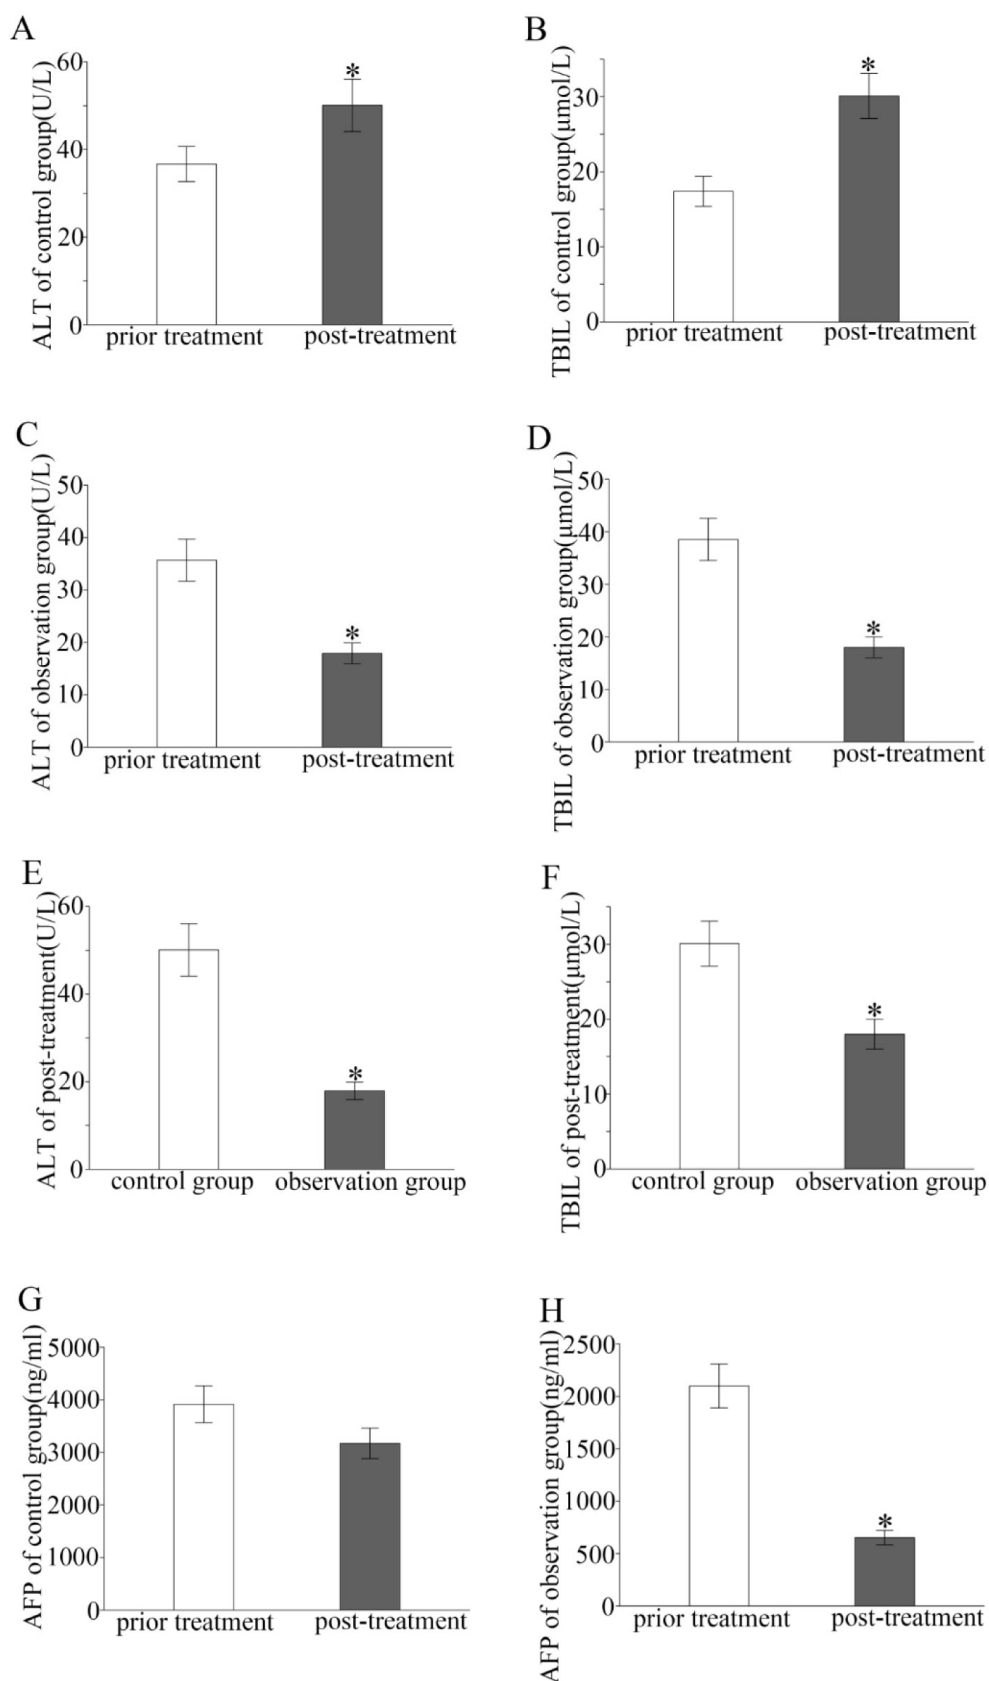 A
ALT of control group(U/L)
60
*
40
20
0
prior treatment
post-treatment
B
TBIL of control group(μmol/L)
*
30
20
10
0
prior treatment
post-treatment
C
ALT of observation group(U/L)
50
40
30
20
*
10
0
prior treatment
post-treatment
D
TBIL of observation group(μmol/L)
50
40
30
20
*
10
0
prior treatment
post-treatment
E
ALT of post-treatment(U/L)
60
40
20
*
0
control group
observation group
F
TBIL of post-treatment(μmol/L)
30
*
20
10
0
control group
observation group
G
AFP of control group(ng/ml)
5000
4000
3000
2000
1000
0
prior treatment
post-treatment
H
AFP of observation group(ng/ml)
2500
2000
1500
1000
*
500
0
prior treatment
post-treatment